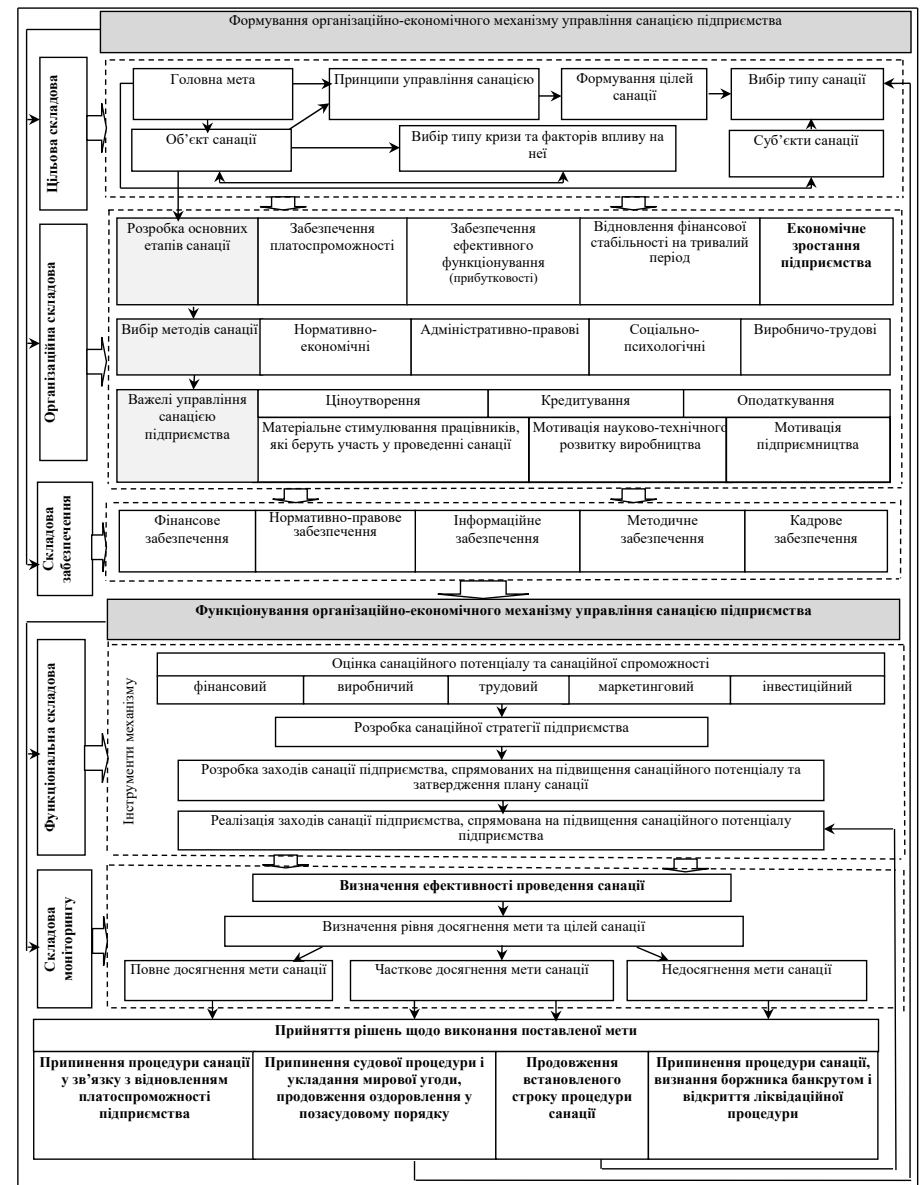 Формування організаційно-економічного механізму управління санацією підприємства
Цільова складова
Головна мета
Принципи управління санацією
Формування цілей
санації
Вибір типу санації
Об’єкт санації
Вибір типу кризи та факторів впливу на
неї
Суб’єкти санації
Організаційна складова
Розробка основних
етапів санації
Забезпечення
платоспроможності
Забезпечення
ефективного
функціонування
(прибутковості)
Відновлення фінансової
стабільності на тривалий
період
Економічне
зростання
підприємства
Вибір методів санації
Нормативно-
економічні
Адміністративно-правові
Соціально-
психологічні
Виробничо-трудові
Важелі управління
санацією
підприємства
Ціноутворення
Кредитування
Оподаткування
Матеріальне стимулювання працівників,
які беруть участь у проведенні санації
Мотивація науково-технічного
розвитку виробництва
Мотивація
підприємництва
Складова
забезпечення
Фінансове
забезпечення
Нормативно-правове
забезпечення
Інформаційне
забезпечення
Методичне
забезпечення
Кадрове
забезпечення
Функціонування організаційно-економічного механізму управління санацією підприємства
Функціональна складова
Інструменти механізму
Оцінка санаційного потенціалу та санаційної спроможності
фінансовий
виробничий
трудовий
маркетинговий
інвестиційний
Розробка санаційної стратегії підприємства
Розробка заходів санації підприємства, спрямованих на підвищення санаційного потенціалу та
затвердження плану санації
Реалізація заходів санації підприємства, спрямована на підвищення санаційного потенціалу
підприємства
Складова
моніторингу
Визначення ефективності проведення санації
Визначення рівня досягнення мети та цілей санації
Повне досягнення мети санації
Часткове досягнення мети санації
Недосягнення мети санації
Прийняття рішень щодо виконання поставленої мети
Припинення процедури санації
у зв’язку з відновленням
платоспроможності
підприємства
Припинення судової процедури і
укладання мирової угоди,
продовження оздоровлення у
позасудовому порядку
Продовження
встановленого
строку процедури
санації
Припинення процедури санації,
визнання боржника банкрутом і
відкриття ліквідаційної
процедури